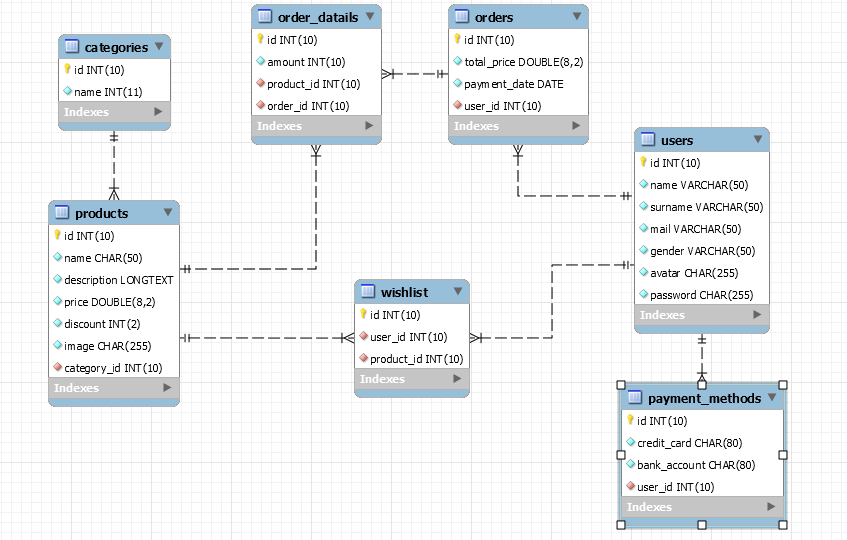 categories
id INT(10)
name INT(11)
Indexes
order_datails
id INT(10)
amount INT(10)
product_id INT(10)
order_id INT(10)
Indexes
orders
id INT(10)
total_price DOUBLE(8,2)
payment_date DATE
user_id INT(10)
Indexes
users
id INT(10)
name VARCHAR(50)
surname VARCHAR(50)
mail VARCHAR(50)
gender VARCHAR(50)
avatar CHAR(255)
password CHAR(255)
Indexes
products
id INT(10)
name CHAR(50)
description LONGTEXT
price DOUBLE(8,2)
discount INT(2)
image CHAR(255)
category_id INT(10)
Indexes
wishlist
id INT(10)
user_id INT(10)
product_id INT(10)
Indexes
payment_methods
id INT(10)
credit_card CHAR(80)
bank_account CHAR(80)
user_id INT(10)
Indexes